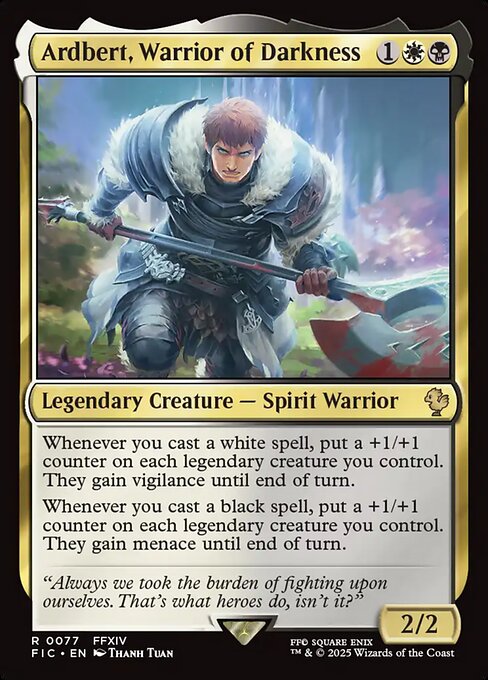 Ardbert, Warrior of Darkness 1
Legendary Creature — Spirit Warrior
Whenever you cast a white spell, put a +1/+1
counter on each legendary creature you control.
They gain vigilance until end of turn.
Whenever you cast a black spell, put a +1/+1
counter on each legendary creature you control.
They gain menace until end of turn.
“Always we took the burden of fighting upon
ourselves. That’s what heroes do, isn’t it?”
2/2
R 0077 FFXIV
FIC • EN Thanh Tuan
FF© SQUARE ENIX
™ & © 2025 Wizards of the Coast